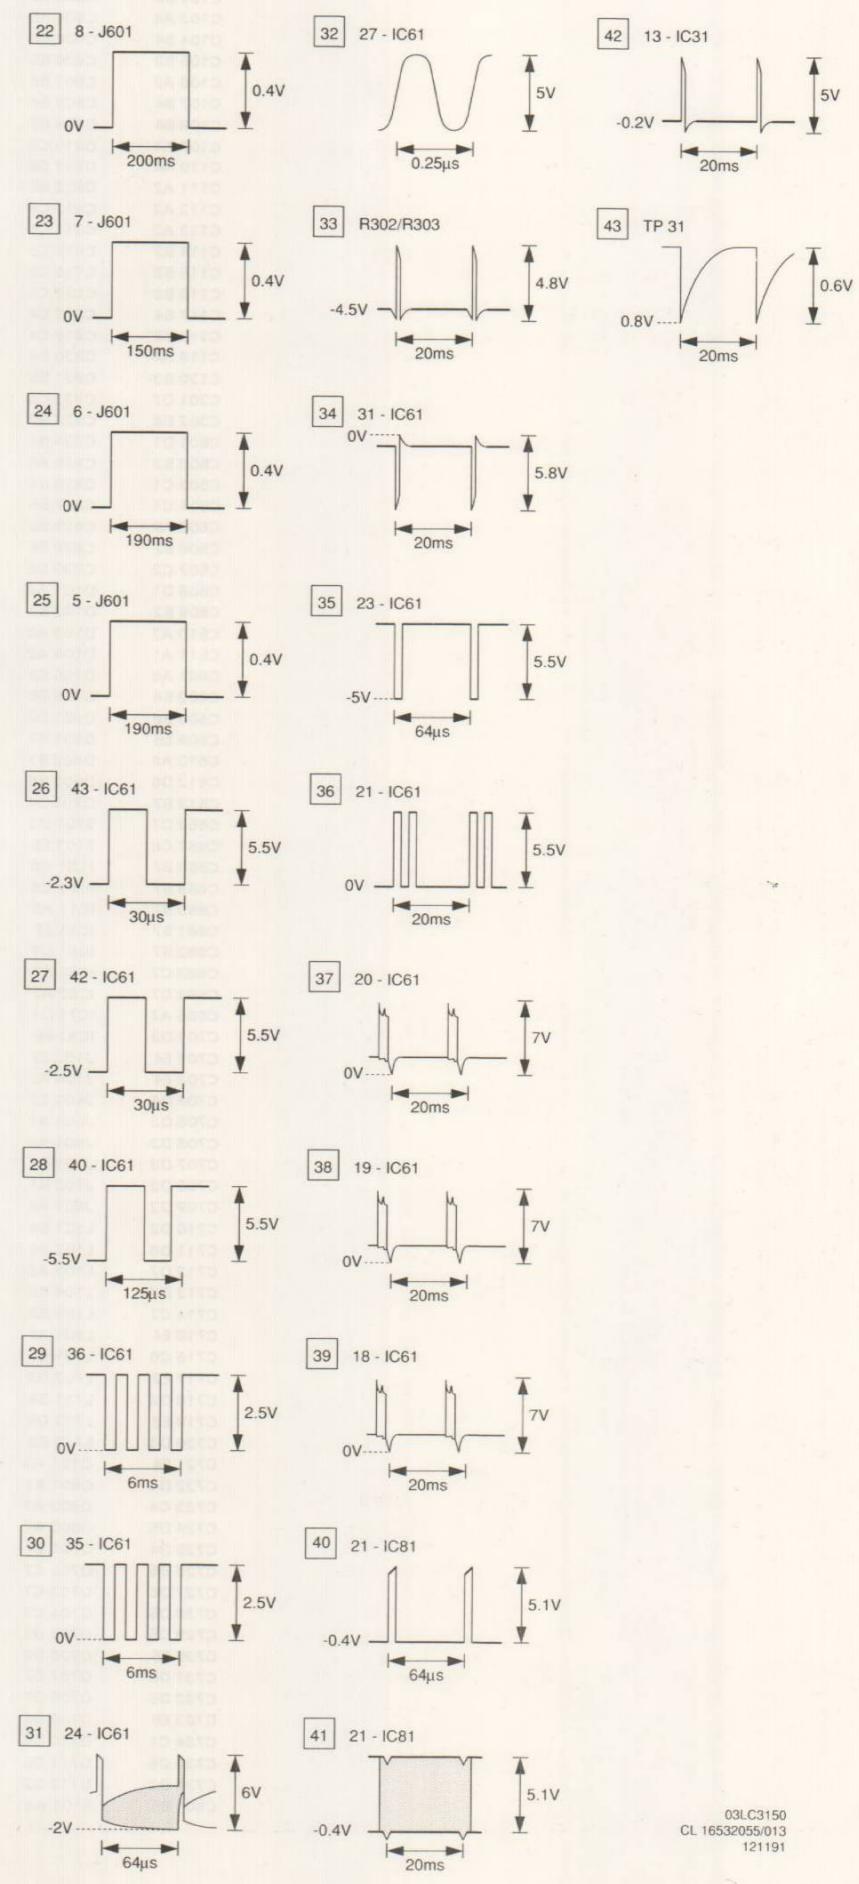 22 8 - J601
0.4V
0V
200ms
23 7 - J601
0.4V
0V
150ms
24 6 - J601
0.4V
0V
190ms
25 5 - J601
0.4V
0V
190ms
26 43 - IC61
5.5V
-2.3V
30µs
27 42 - IC61
5.5V
-2.5V
30µs
28 40 - IC61
5.5V
-5.5V
125µs
29 36 - IC61
2.5V
0V
6ms
30 35 - IC61
2.5V
0V
6ms
31 24 - IC61
6V
-2V
64µs
32 27 - IC61
5V
0.25µs
33 R302/R303
4.8V
-4.5V
20ms
34 31 - IC61
0V
5.8V
20ms
35 23 - IC61
5.5V
-5V
64µs
36 21 - IC61
5.5V
0V
20ms
37 20 - IC61
7V
0V
20ms
38 19 - IC61
7V
0V
20ms
39 18 - IC61
7V
0V
20ms
40 21 - IC81
5.1V
-0.4V
64µs
41 21 - IC81
5.1V
-0.4V
20ms
42 13 - IC31
5V
-0.2V
20ms
43 TP 31
0.6V
0.8V
20ms
03LC3150
CL 16532055/013
121191